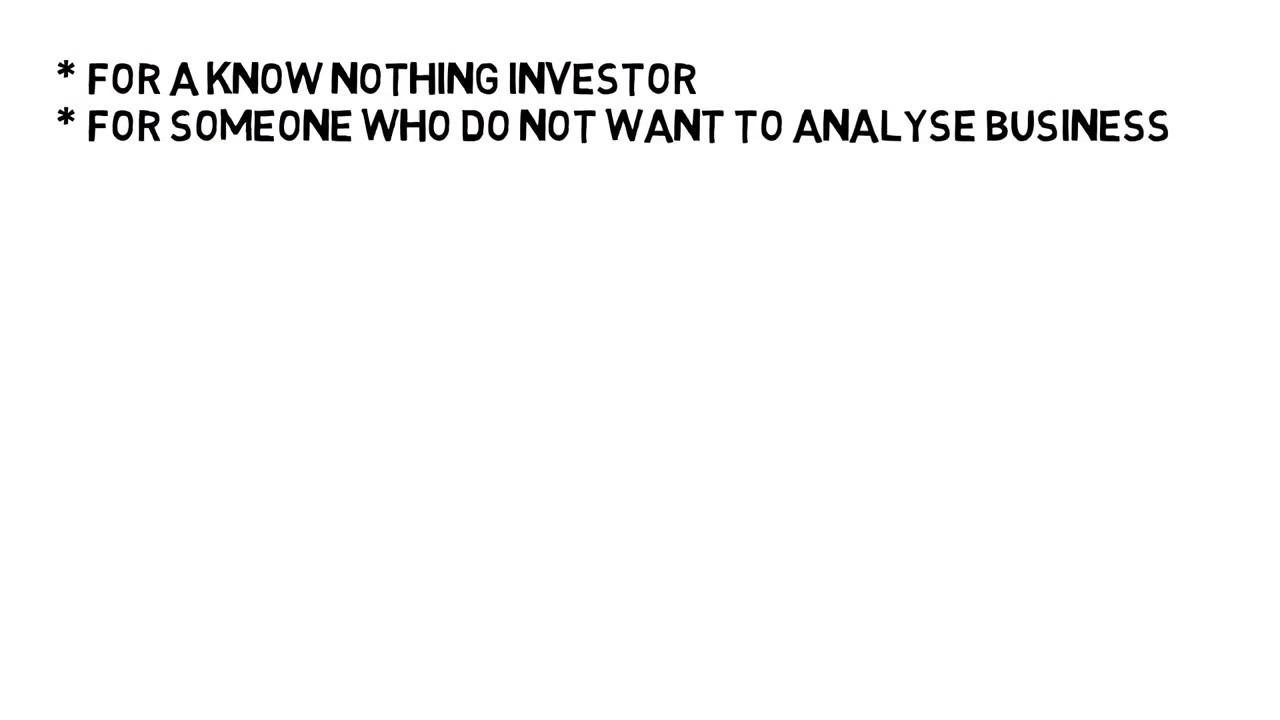 * FOR A KNOW NOTHING INVESTOR
* FOR SOMEONE WHO DO NOT WANT TO ANALYSE BUSINESS